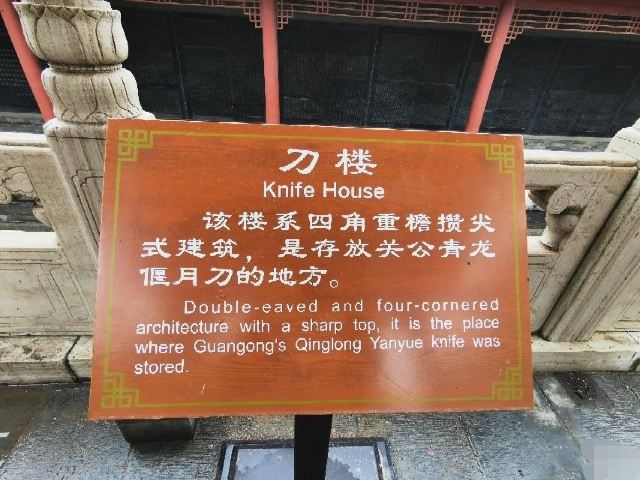 刀楼
Knife House
该楼系四角重檐攒尖
式建筑，是存放关公青龙
偃月刀的地方。
Double-eaved and four-cornered
architecture with a sharp top, it is the place
where Guangong's Qinglong Yanyue knife was
stored.